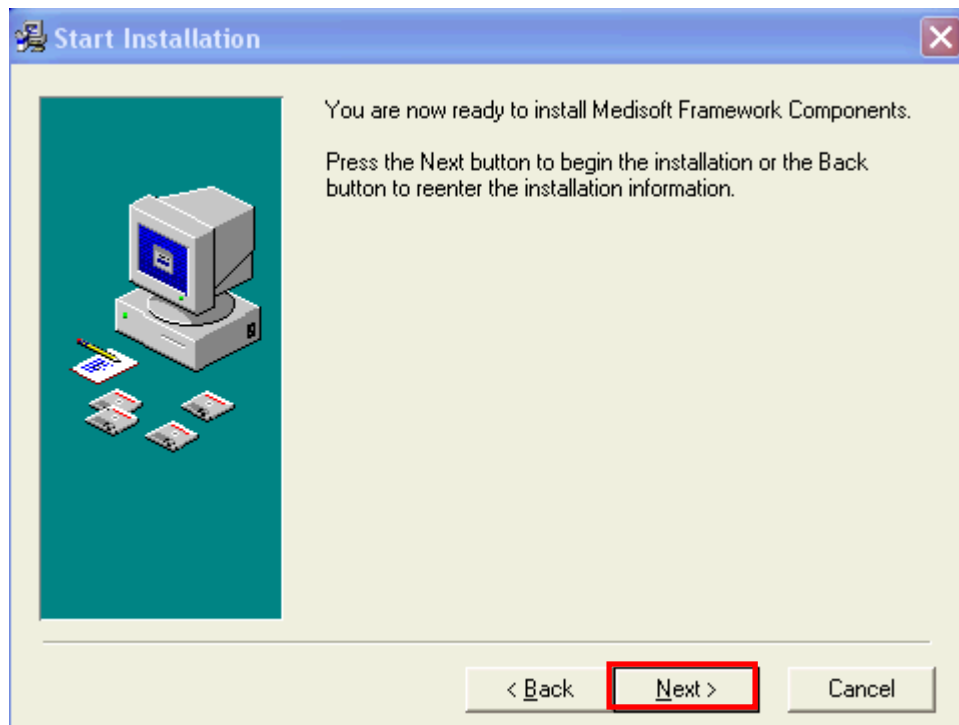 Start Installation
You are now ready to install Medisoft Framework Components.
Press the Next button to begin the installation or the Back
button to reenter the installation information.
< Back
Next >
Cancel